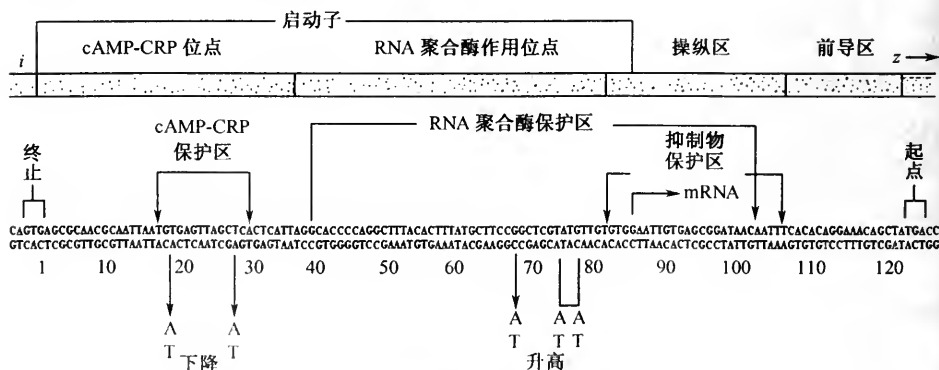 启动子
i cAMP-CRP 位点 RNA 聚合酶作用位点 操纵区 前导区 z
cAMP-CRP
保护区
RNA 聚合酶保护区
抑制物
保护区
终止
起点
mRNA
CAGTGAGCGCAACGCAATTAATGTGAGTTAGCTCACTCATTAGGCACCCCAGGCTTTACACTTTATGCTTCCGGCTCGTATGTTGTGTGGAATTGTGAGCGGATAACAATTTCACACAGGAAACAGCTATGACC
GTCACTCGCGTTGCGTTAATTACACTCAATCGAGTGAGTAATCCGTGGGGTCCGAAATGTGAAATACGAAGGCCGAGCATACAACACACCTTAACACTCGCCTATTGTTAAAGTGTGTCCTTTGTCGATACTGG
1 20 30 40 50 60 70 80 90 100 110 120
A A A A A
T T T T T
下降 升高